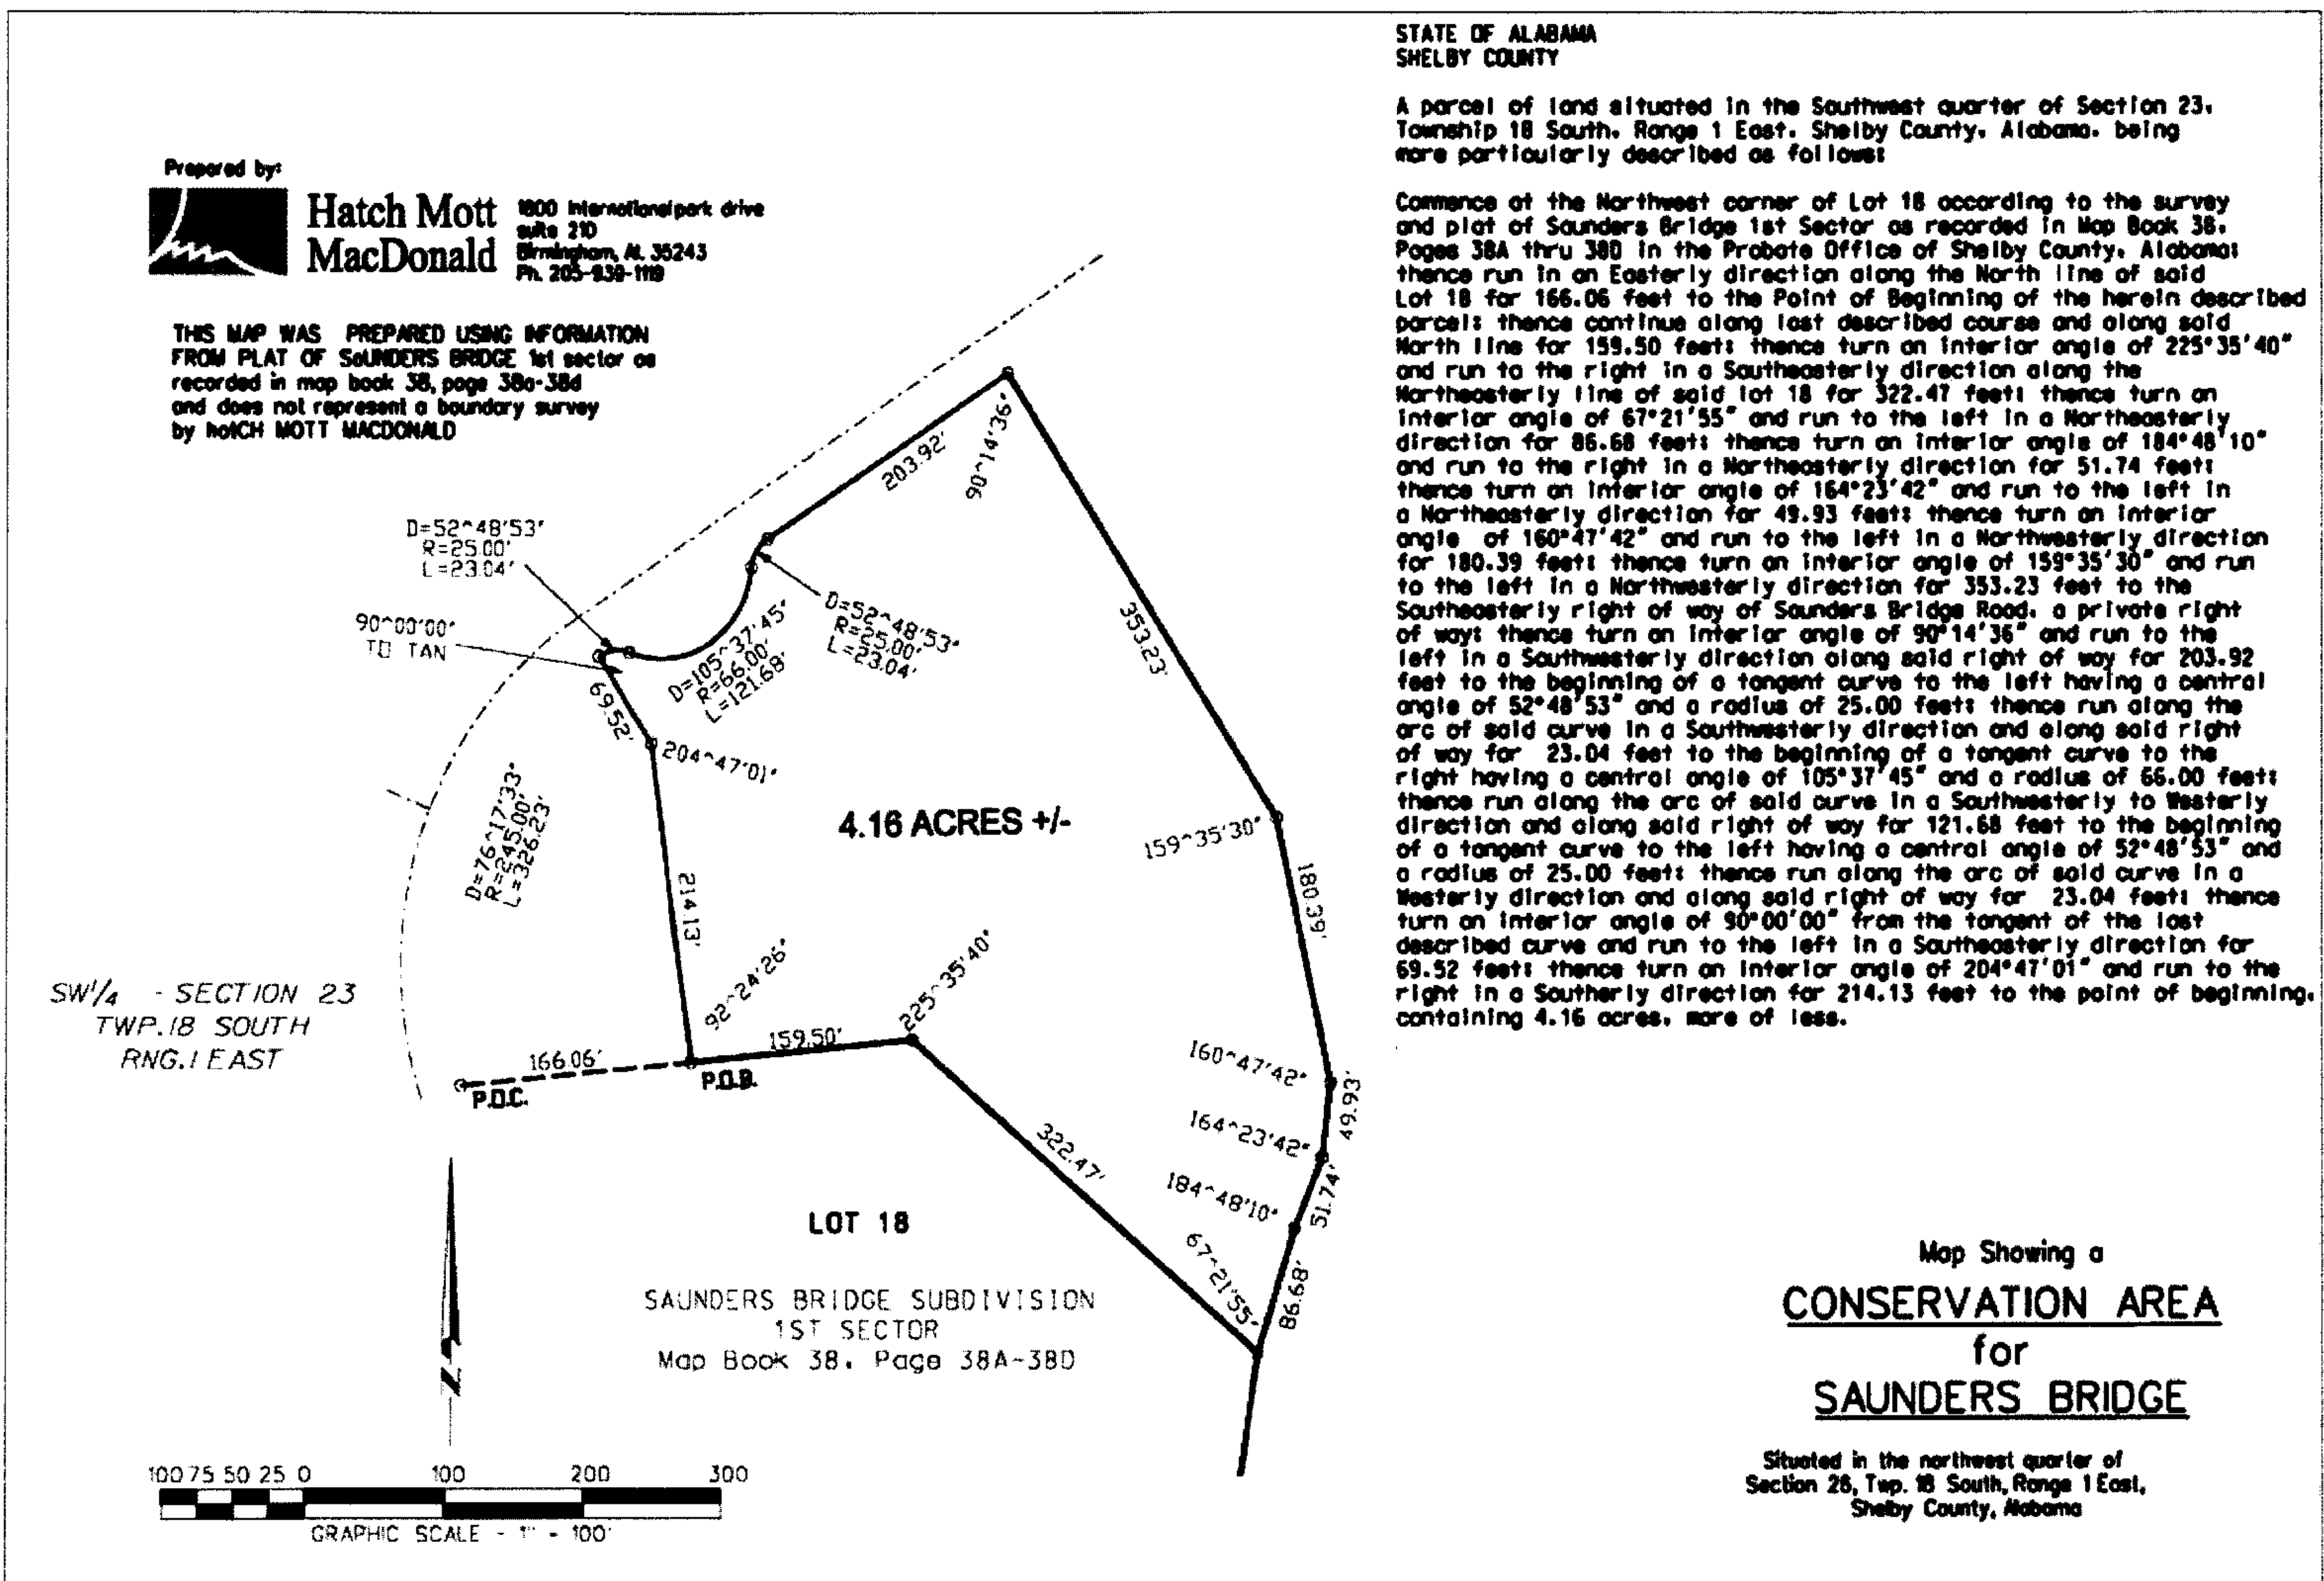 Prepared by:
Hatch Mott
MacDonald
1800 international park drive
suite 210
Birmingham, AL 35243
Ph. 205-939-1119
THIS MAP WAS PREPARED USING INFORMATION
FROM PLAT OF SaUNDERS BRIDGE 1st sector as
recorded in map book 38, page 38a-38d
and does not represent a boundary survey
by hatCH MOTT MACDONALD
203.92'
90^14'36"
D=52^48'53"
R=25.00'
L=23.04'
90^00'00"
TO TAN
D=52^48'53"
R=25.00'
L=23.04'
D=105^37'45"
R=66.00'
L=121.68'
353.23'
69.52'
204^47'01"
D=76^17'33"
R=245.00'
L=326.23'
4.16 ACRES +/-
159^35'30"
180.39'
214.13'
92^24'26"
225^35'40"
SW1/4 - SECTION 23
TWP.18 SOUTH
RNG.1 EAST
166.06'
159.50'
P.O.C.
P.O.B.
160^47'42"
49.93'
164^23'42"
322.47'
184^48'10"
51.74'
67^21'55"
86.68'
LOT 18
SAUNDERS BRIDGE SUBDIVISION
1ST SECTOR
Map Book 38, Page 38A-38D
N
100 75 50 25 0 100 200 300
GRAPHIC SCALE - 1" - 100'
STATE OF ALABAMA
SHELBY COUNTY
A parcel of land situated in the Southwest quarter of Section 23,
Township 18 South, Range 1 East, Shelby County, Alabama, being
more particularly described as follows:
Commence at the Northwest corner of Lot 18 according to the survey
and plat of Saunders Bridge 1st Sector as recorded in Map Book 38,
Pages 38A thru 38D in the Probate Office of Shelby County, Alabama;
thence run in an Easterly direction along the North line of said
Lot 18 for 166.06 feet to the Point of Beginning of the herein described
parcel; thence continue along last described course and along said
North line for 159.50 feet; thence turn an interior angle of 225°35'40"
and run to the right in a Southeasterly direction along the
Northeasterly line of said lot 18 for 322.47 feet; thence turn an
interior angle of 67°21'55" and run to the left in a Northeasterly
direction for 86.68 feet; thence turn an interior angle of 184°48'10"
and run to the right in a Northeasterly direction for 51.74 feet;
thence turn an interior angle of 164°23'42" and run to the left in
a Northeasterly direction for 49.93 feet; thence turn an interior
angle of 160°47'42" and run to the left in a Northwesterly direction
for 180.39 feet; thence turn an interior angle of 159°35'30" and run
to the left in a Northwesterly direction for 353.23 feet to the
Southeasterly right of way of Saunders Bridge Road, a private right
of way; thence turn an interior angle of 90°14'36" and run to the
left in a Southwesterly direction along said right of way for 203.92
feet to the beginning of a tangent curve to the left having a central
angle of 52°48'53" and a radius of 25.00 feet; thence run along the
arc of said curve in a Southwesterly direction and along said right
of way for 23.04 feet to the beginning of a tangent curve to the
right having a central angle of 105°37'45" and a radius of 66.00 feet;
thence run along the arc of said curve in a Southwesterly to Westerly
direction and along said right of way for 121.68 feet to the beginning
of a tangent curve to the left having a central angle of 52°48'53" and
a radius of 25.00 feet; thence run along the arc of said curve in a
Westerly direction and along said right of way for 23.04 feet; thence
turn an interior angle of 90°00'00" from the tangent of the last
described curve and run to the left in a Southeasterly direction for
69.52 feet; thence turn an interior angle of 204°47'01" and run to the
right in a Southerly direction for 214.13 feet to the point of beginning.
containing 4.16 acres, more of less.
Map Showing a
CONSERVATION AREA
for
SAUNDERS BRIDGE
Situated in the northwest quarter of
Section 26, Twp. 18 South, Range 1 East,
Shelby County, Alabama